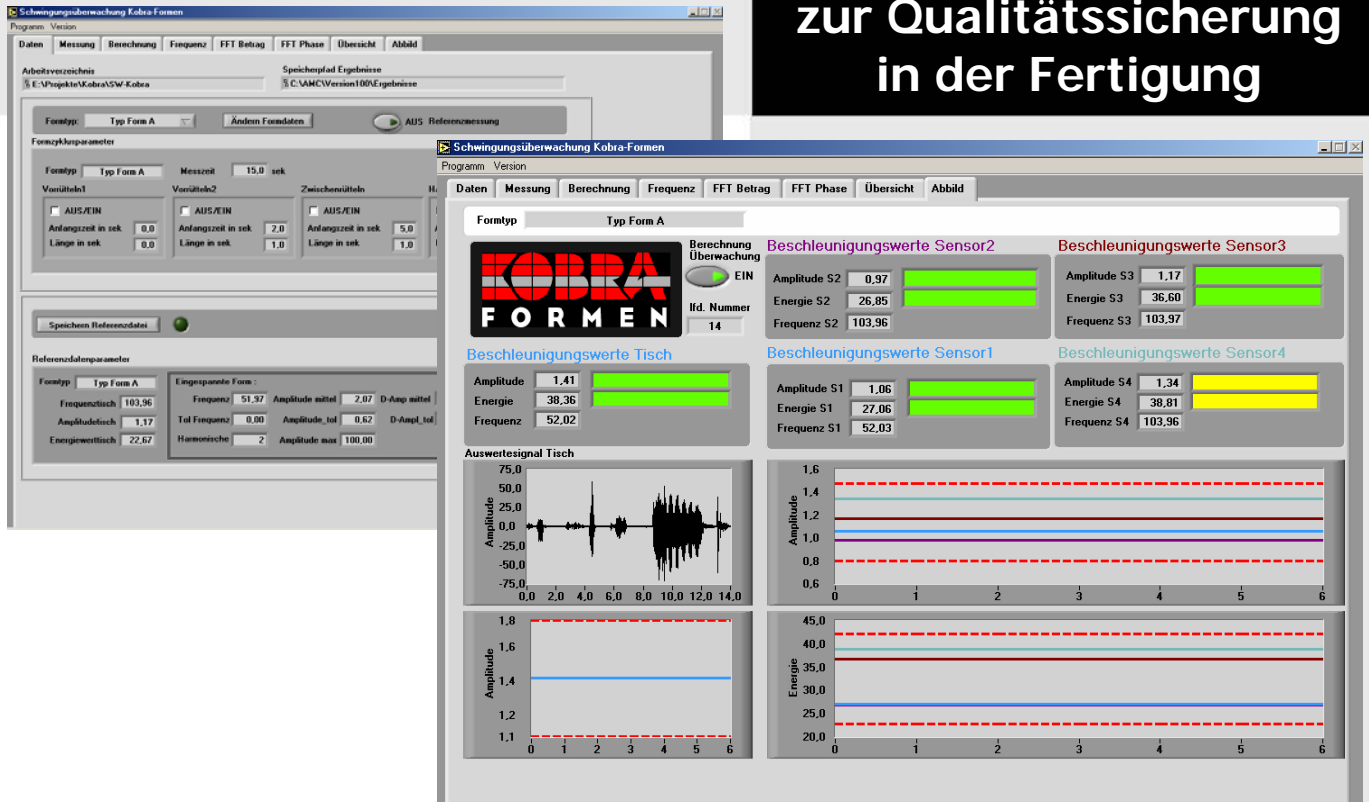 zur Qualitätssicherung
in der Fertigung
Schwingungsüberwachung Kobra-Formen
Programm Version
Daten Messung Berechnung Frequenz FFT Betrag FFT Phase Übersicht Abbild
Arbeitsverzeichnis Speicherpfad Ergebnisse
E:\Projekte\Kobra\SW-Kobra C:\AMC\Version100\Ergebnisse
Formtyp: Typ Form A Ändern Formdaten AUS Referenzmessung
Formzyklusparameter
Formtyp Typ Form A Messzeit 15,0 sek
Vorrütteln1 Vorrütteln2 Zwischenrütteln
AUS/EIN AUS/EIN AUS/EIN
Anfangszeit in sek 0,0 Anfangszeit in sek 2,0 Anfangszeit in sek 5,0
Länge in sek 0,0 Länge in sek 1,0 Länge in sek 1,0
Speichern Referenzdatei
Referenzdatenparameter
Formtyp Typ Form A Eingespannte Form :
Frequenztisch 103,96 Frequenz 51,97 Amplitude mittel 2,07 D-Amp mittel
Amplitudetisch 1,17 Tol Frequenz 0,00 Amplitude_tol 0,62 D-Ampl_tol
Energiewerttisch 22,67 Harmonische 2 Amplitude max 100,00
Schwingungsüberwachung Kobra-Formen
Programm Version
Daten Messung Berechnung Frequenz FFT Betrag FFT Phase Übersicht Abbild
Formtyp Typ Form A
KOBRA
FORMEN
Berechnung
Überwachung
EIN
lfd. Nummer
14
Beschleunigungswerte Sensor2
Amplitude S2 0,97
Energie S2 26,85
Frequenz S2 103,96
Beschleunigungswerte Sensor3
Amplitude S3 1,17
Energie S3 36,60
Frequenz S3 103,97
Beschleunigungswerte Tisch
Amplitude 1,41
Energie 38,36
Frequenz 52,02
Beschleunigungswerte Sensor1
Amplitude S1 1,06
Energie S1 27,06
Frequenz S1 52,03
Beschleunigungswerte Sensor4
Amplitude S4 1,34
Energie S4 38,81
Frequenz S4 103,96
Auswertesignal Tisch
Amplitude
75,0
50,0
25,0
0,0
-25,0
-50,0
-75,0
0,0 2,0 4,0 6,0 8,0 10,0 12,0 14,0
Amplitude
1,6
1,4
1,2
1,0
0,8
0,6
0 1 2 3 4 5 6
Amplitude
1,8
1,6
1,4
1,2
1,1
0 1 2 3 4 5 6
Energie
45,0
40,0
35,0
30,0
25,0
20,0
0 1 2 3 4 5 6